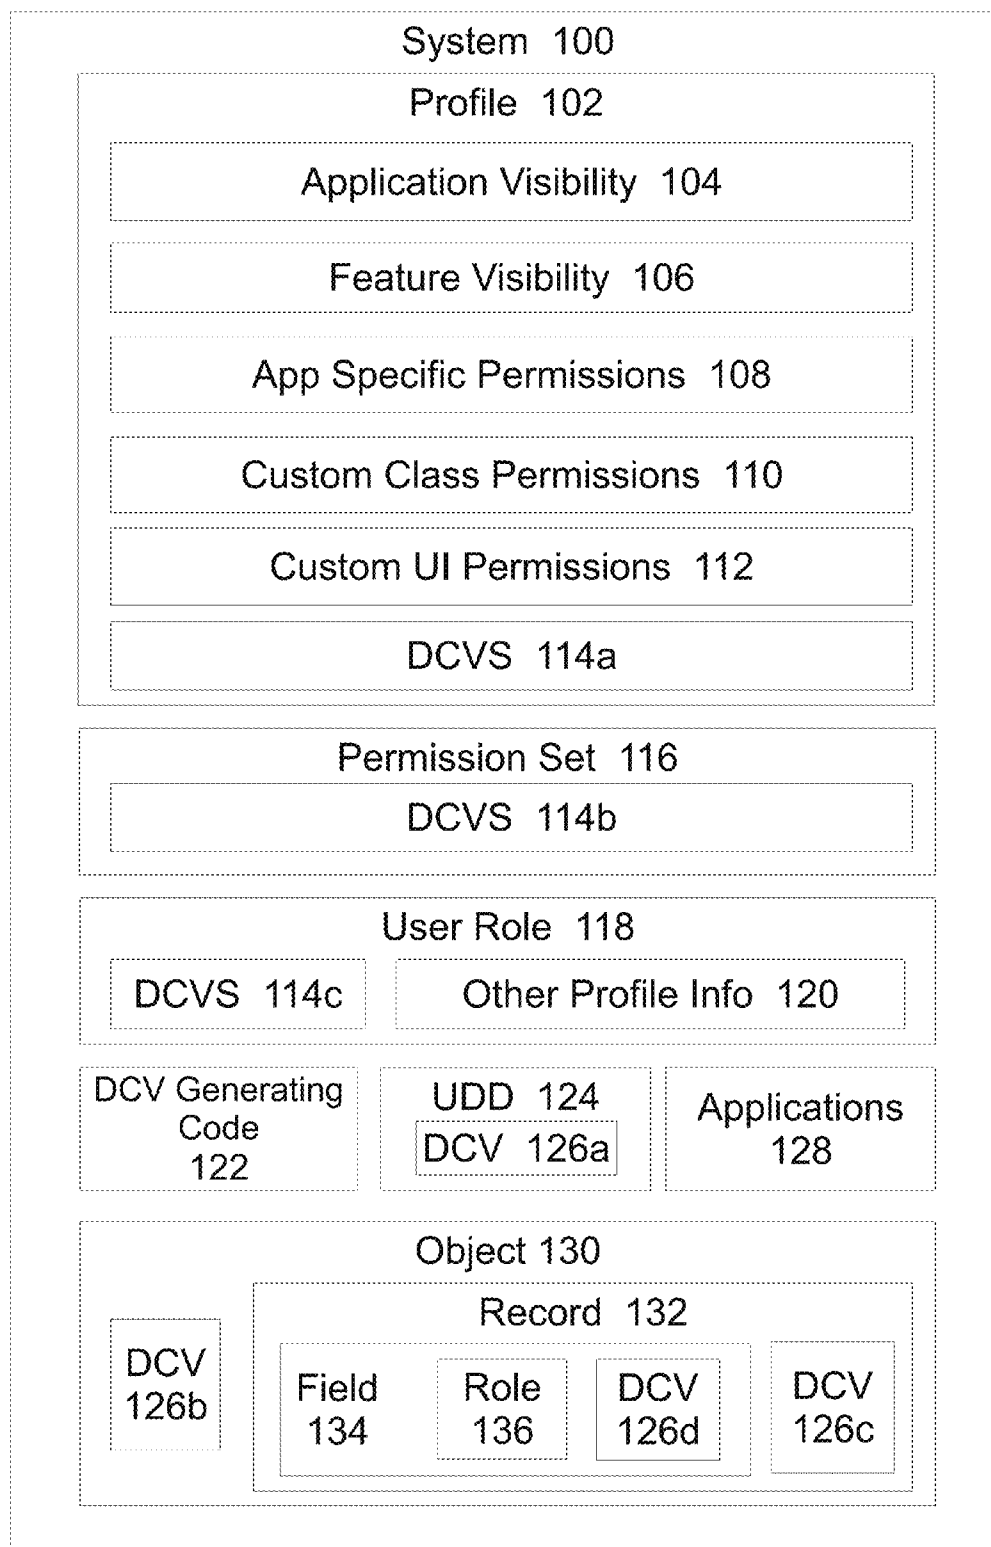 System 100
Profile 102
Application Visibility 104
Feature Visibility 106
App Specific Permissions 108
Custom Class Permissions 110
Custom UI Permissions 112
DCVS 114a
Permission Set 116
DCVS 114b
User Role 118
DCVS 114c
Other Profile Info 120
DCV Generating
Code
122
UDD 124
DCV 126a
Applications
128
Object 130
DCV
126b
Record 132
Field
134
Role
136
DCV
126d
DCV
126c